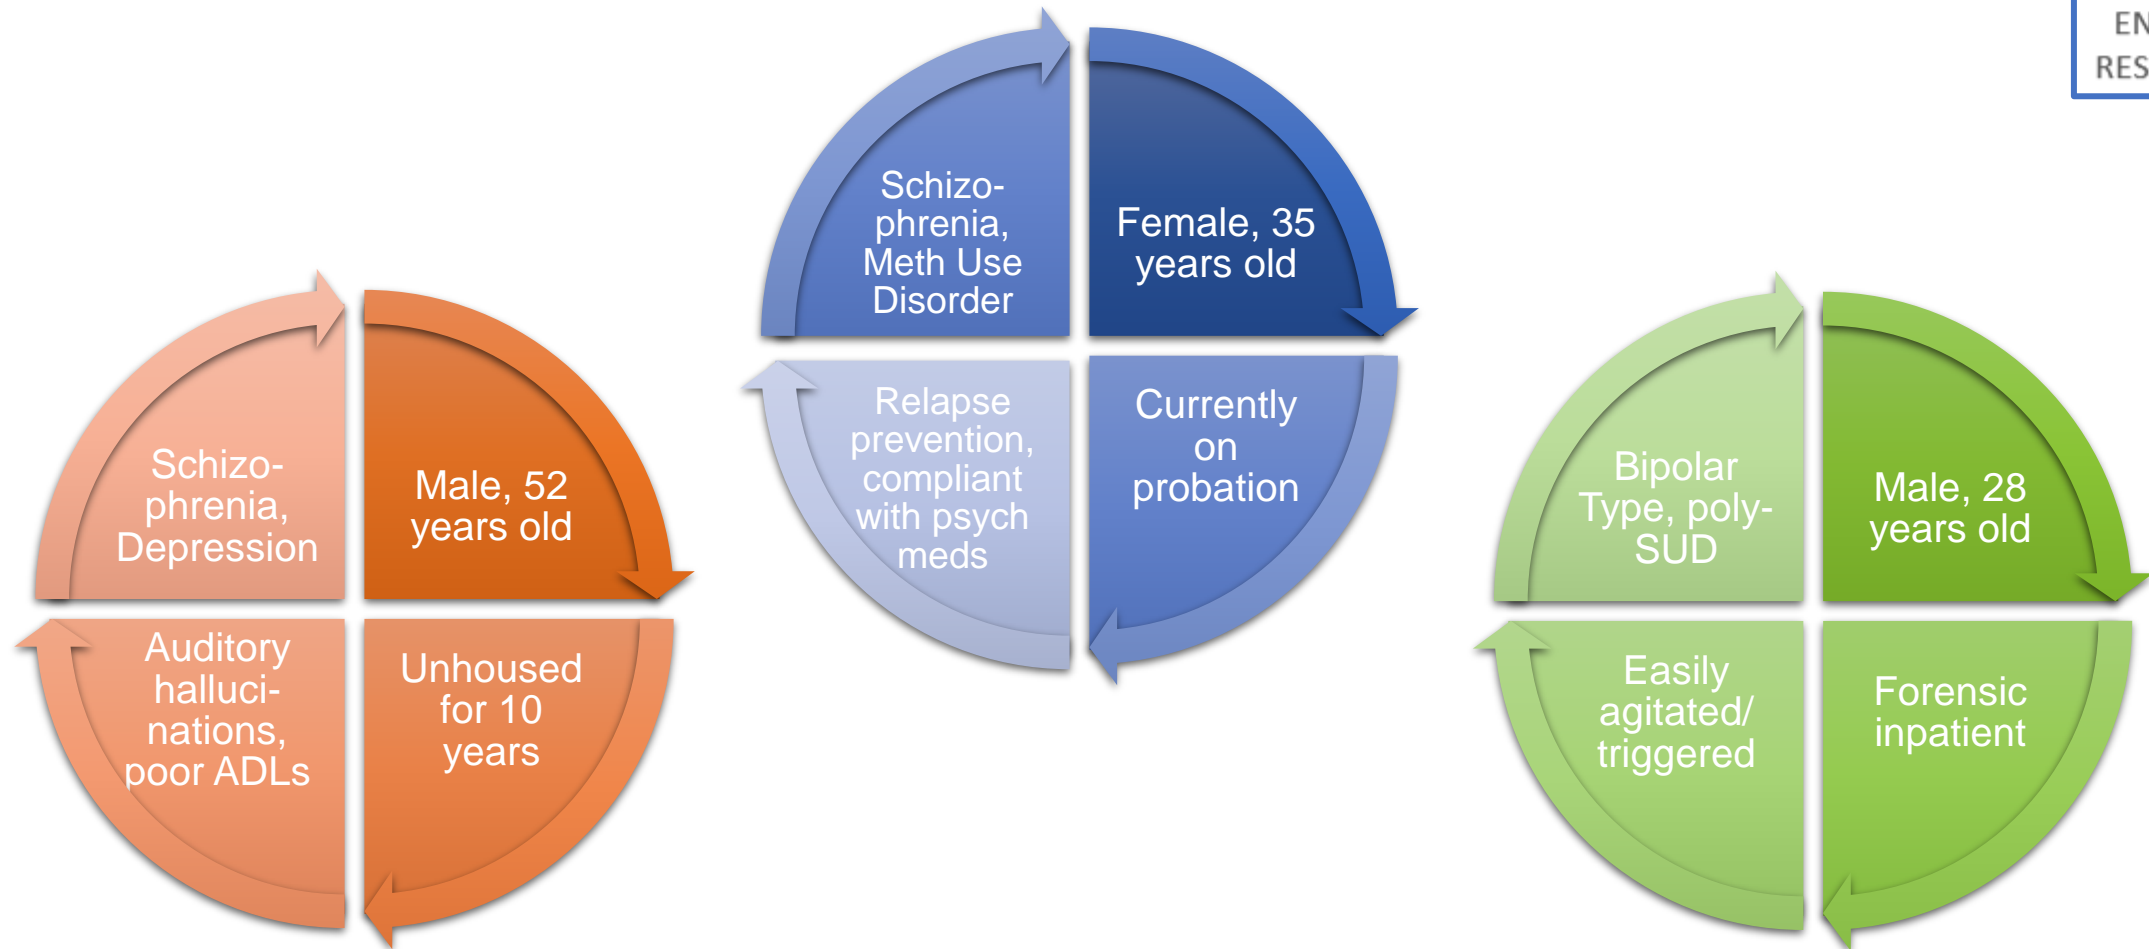 Schizo-
phrenia,
Depression
Male, 52
years old
Unhoused
for 10
years
Auditory
halluci-
nations,
poor ADLs
Schizo-
phrenia,
Meth Use
Disorder
Female, 35
years old
Currently
on
probation
Relapse
prevention,
compliant
with psych
meds
Bipolar
Type, poly-
SUD
Male, 28
years old
Forensic
inpatient
Easily
agitated/
triggered